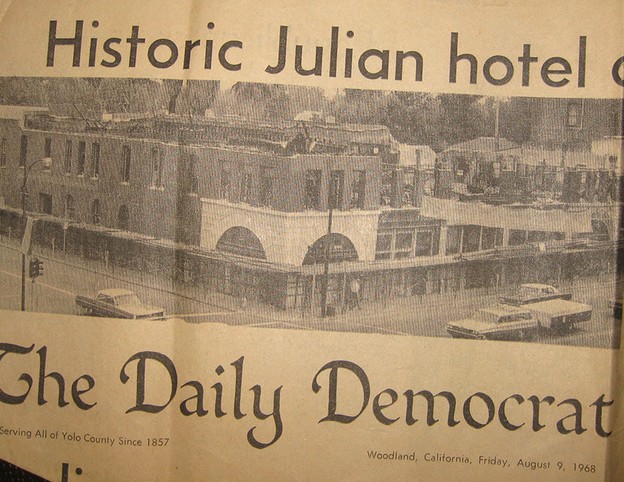 Historic Julian hotel
The Daily Democrat
Serving All of Yolo County Since 1857
Woodland, California, Friday, August 9, 1968